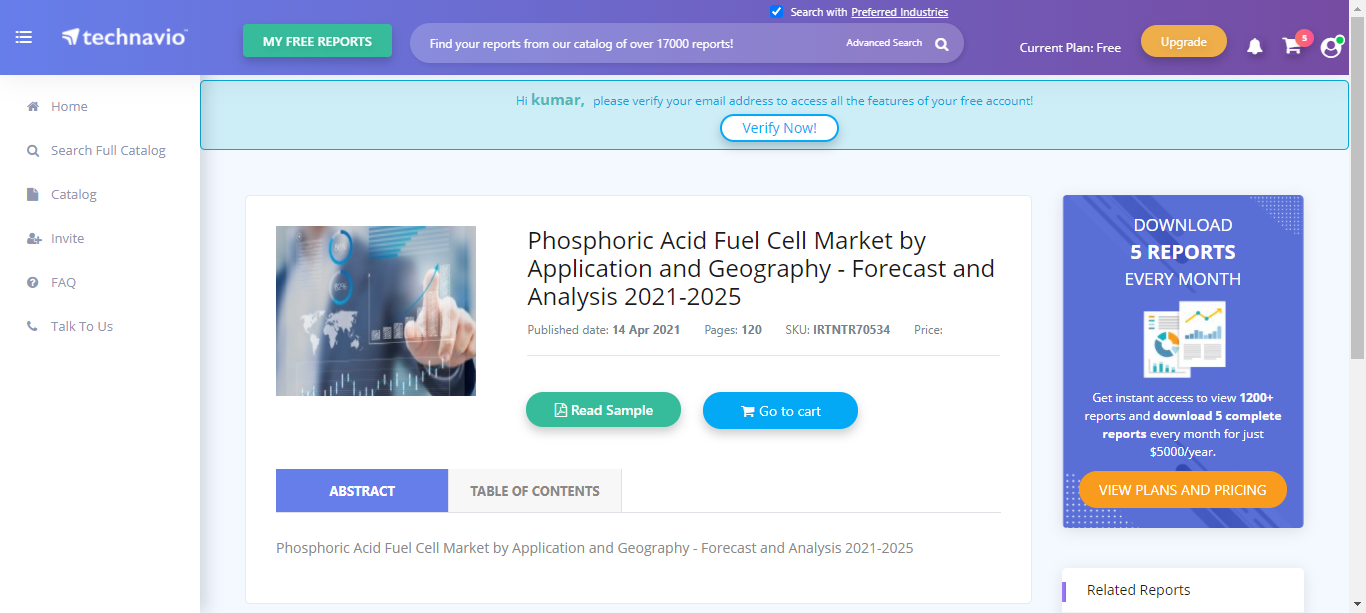 Search with Preferred Industries
technavio
MY FREE REPORTS
Find your reports from our catalog of over 17000 reports!
Advanced Search
Current Plan: Free
Upgrade
5
Hi kumar, please verify your email address to access all the features of your free account!
Verify Now!
Home
Search Full Catalog
Catalog
Invite
FAQ
Talk To Us
Phosphoric Acid Fuel Cell Market by
Application and Geography - Forecast and
Analysis 2021-2025
Published date: 14 Apr 2021 Pages: 120 SKU: IRTNTR70534 Price:
Read Sample
Go to cart
ABSTRACT
TABLE OF CONTENTS
Phosphoric Acid Fuel Cell Market by Application and Geography - Forecast and Analysis 2021-2025
DOWNLOAD
5 REPORTS
EVERY MONTH
Get instant access to view 1200+
reports and download 5 complete
reports every month for just
$5000/year.
VIEW PLANS AND PRICING
Related Reports